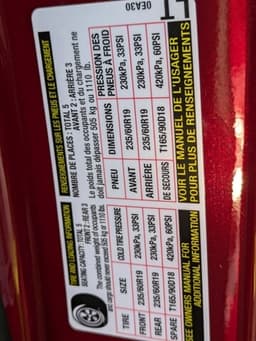 TIRE AND LOADING INFORMATION
SEATING CAPACITY: TOTAL 5 FRONT 2: REAR 3
The combined weight of occupants and cargo should never exceed 505 kg or 1110 lb.
TIRE SIZE COLD TIRE PRESSURE
FRONT 235/60R19 230kPa, 33PSI
REAR 235/60R19 230kPa, 33PSI
SPARE T165/90D18 420kPa, 60PSI
SEE OWNERS MANUAL FOR
ADDITIONAL INFORMATION
RENSEIGNEMENTS SUR LES PNEUS ET LE CHARGEMENT
NOMBRE DE PLACES : TOTAL 5
AVANT 2 : ARRIÈRE 3
Le poids total des occupants et du chargement ne
doit jamais dépasser 505 kg ou 1110 lb.
PNEU DIMENSIONS PRESSION DES PNEUS À FROID
AVANT 235/60R19 230kPa, 33PSI
ARRIÈRE 235/60R19 230kPa, 33PSI
DE SECOURS T165/90D18 420kPa, 60PSI
VOIR LE MANUEL DE L'USAGER
POUR PLUS DE RENSEIGNEMENTS
0EA30